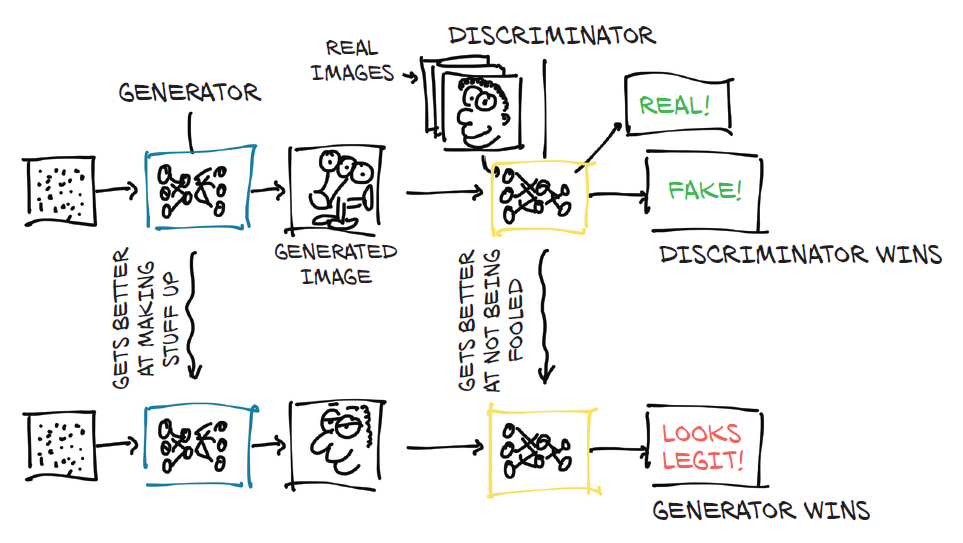 DISCRIMINATOR
REAL
IMAGES
GENERATOR
REAL!
FAKE!
GENERATED
IMAGE
DISCRIMINATOR WINS
GETS BETTER
AT MAKING
STUFF UP
GETS BETTER
AT NOT BEING
FOOLED
LOOKS
LEGIT!
GENERATOR WINS